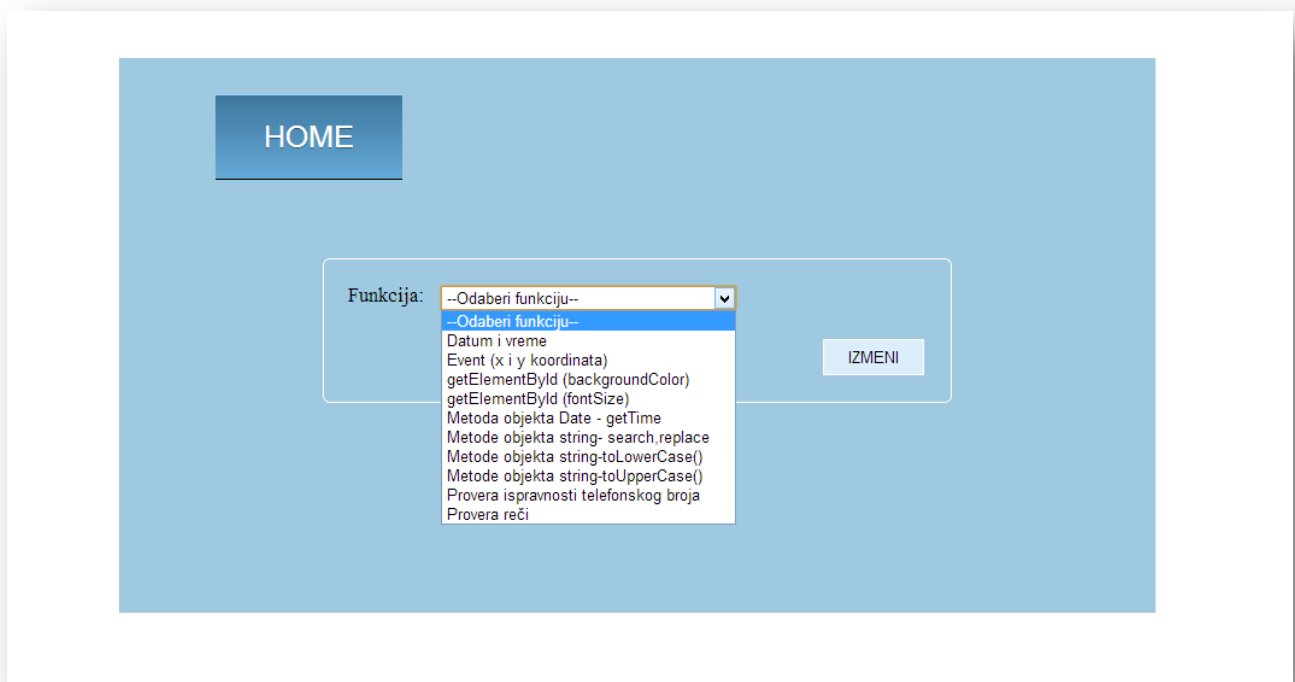 HOME
Funkcija:
--Odaberi funkciju--
--Odaberi funkciju--
Datum i vreme
Event (x i y koordinata)
getElementById (backgroundColor)
getElementById (fontSize)
Metoda objekta Date - getTime
Metode objekta string- search,replace
Metode objekta string-toLowerCase()
Metode objekta string-toUpperCase()
Provera ispravnosti telefonskog broja
Provera reči
IZMENI